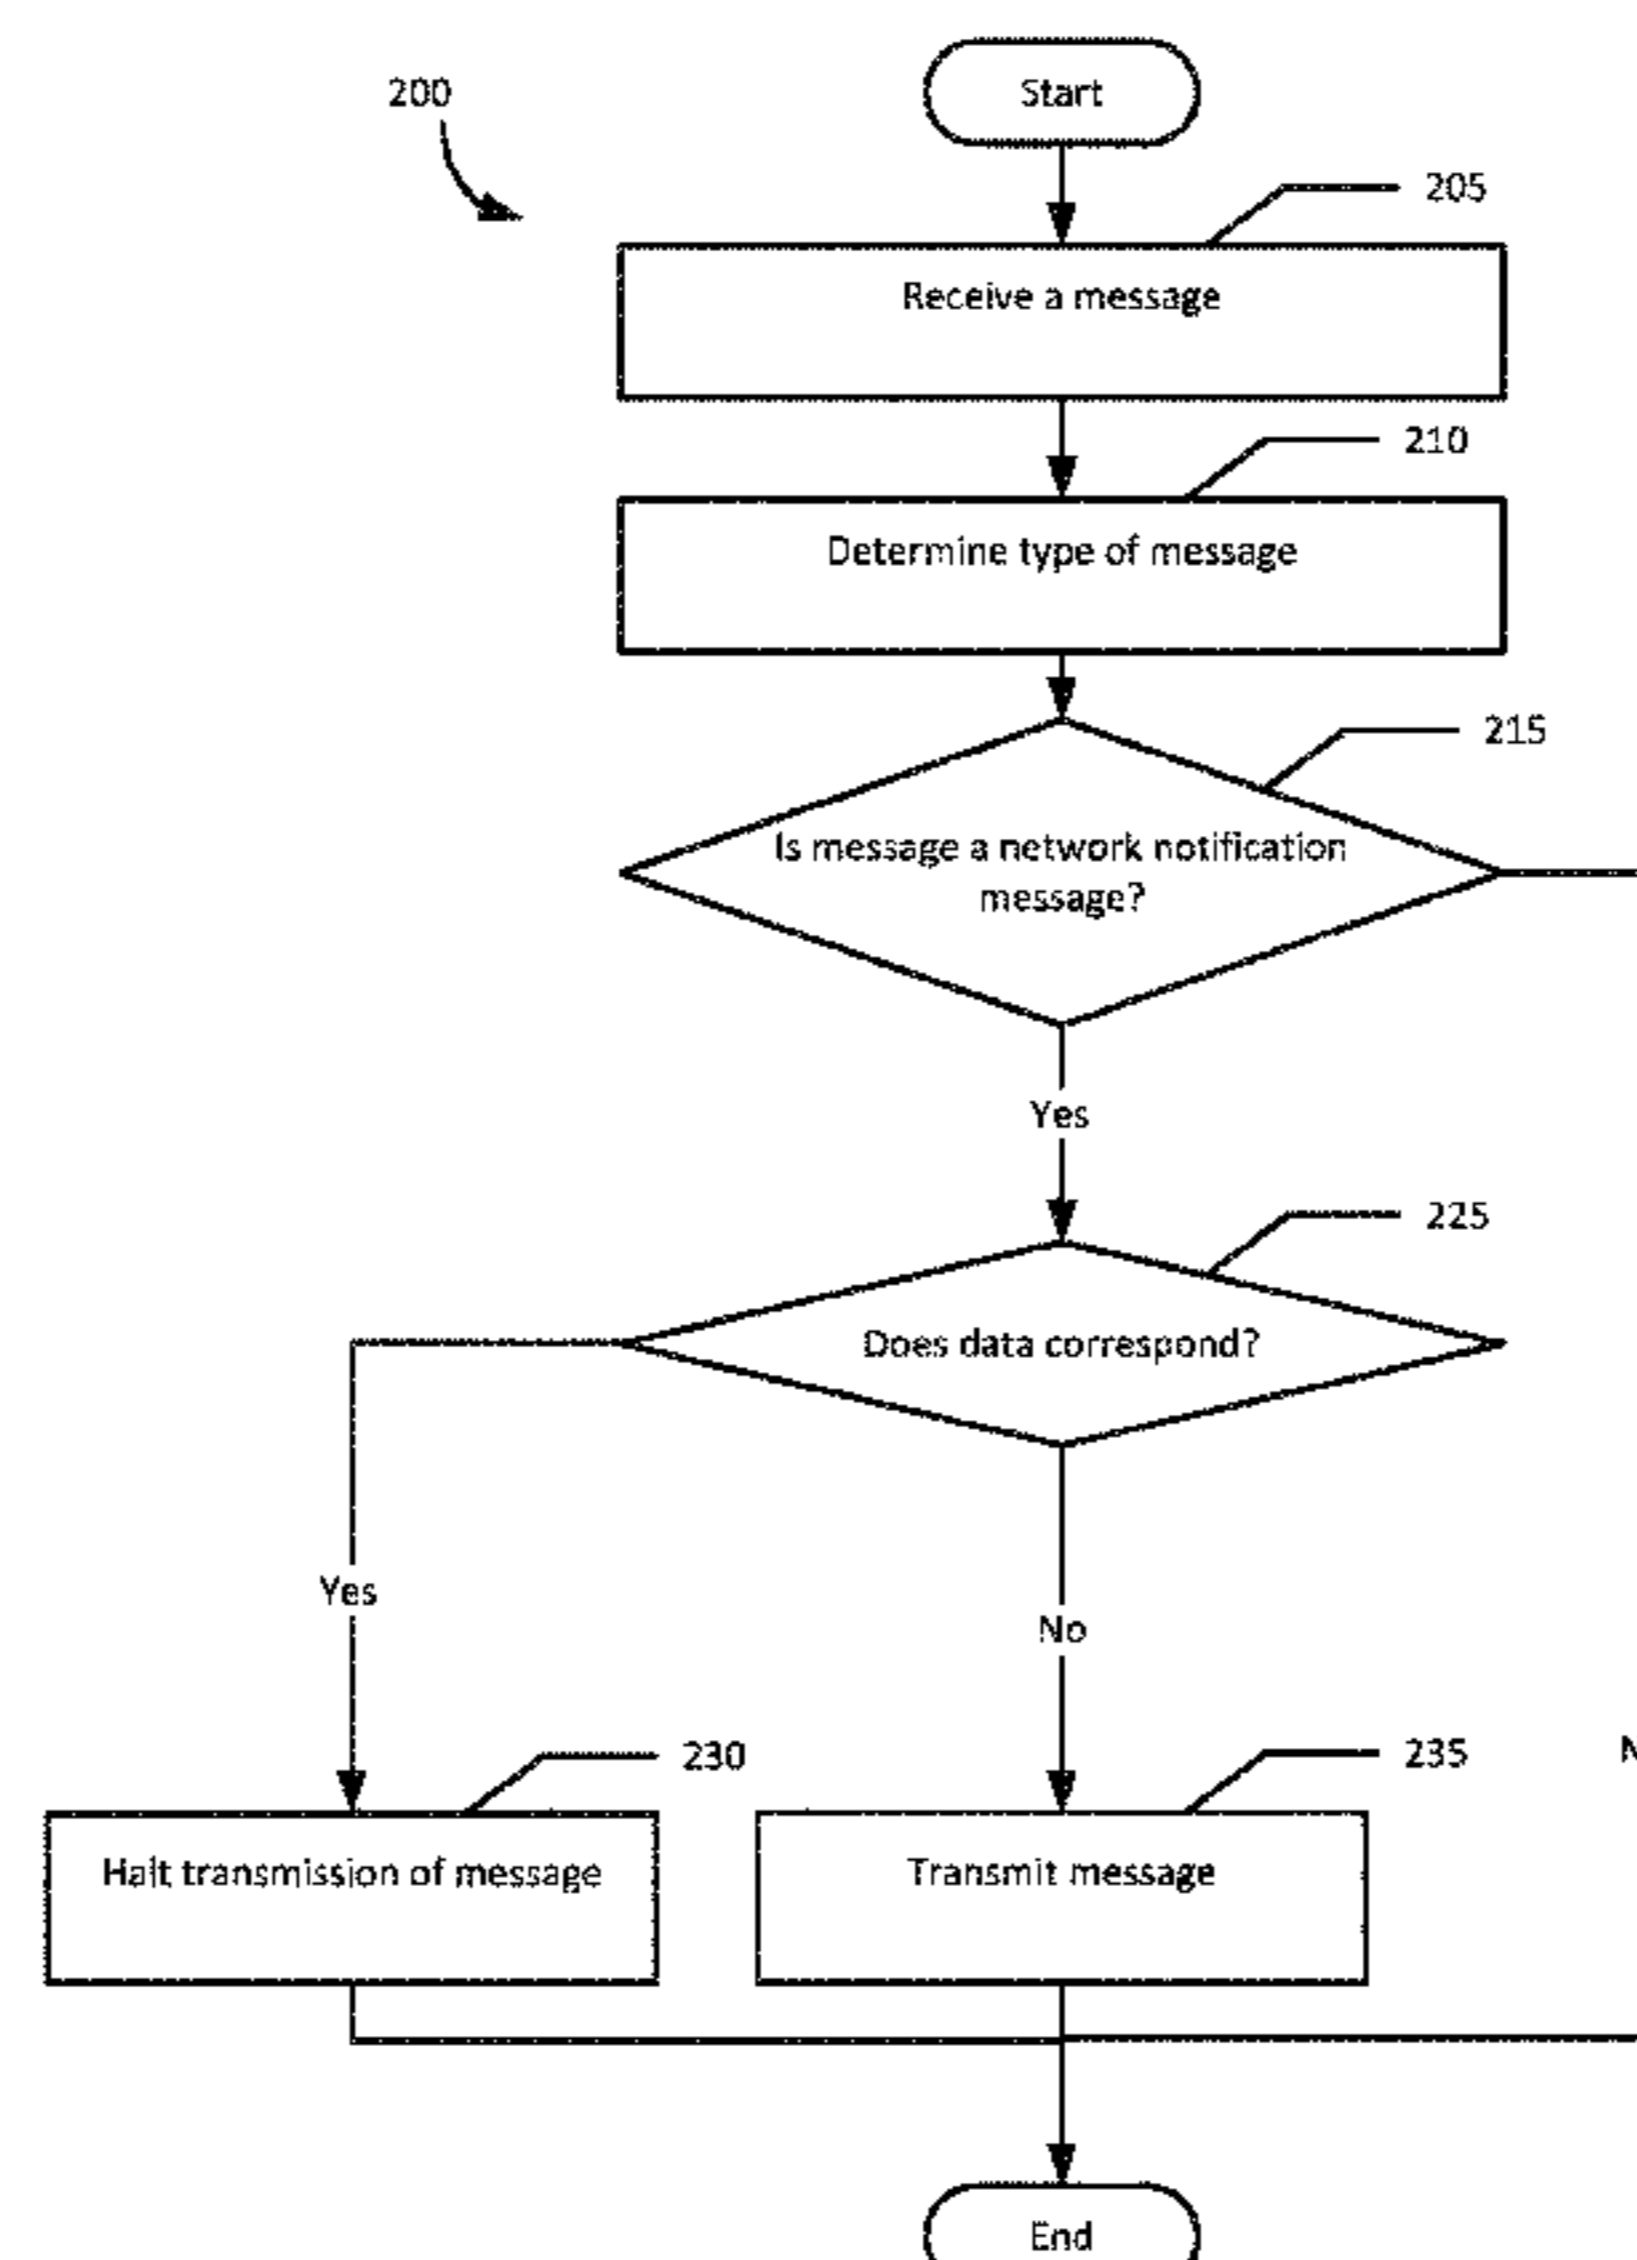 Start
200
205
Receive a message
210
Determine type of message
215
Is message a network notification
message?
Yes
225
Does data correspond?
Yes
No
230
235
Halt transmission of message
Transmit message
End